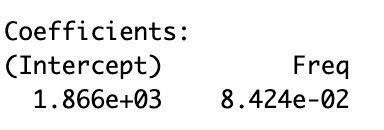 Coefficients:
(Intercept) Freq
1.866e+03 8.424e-02